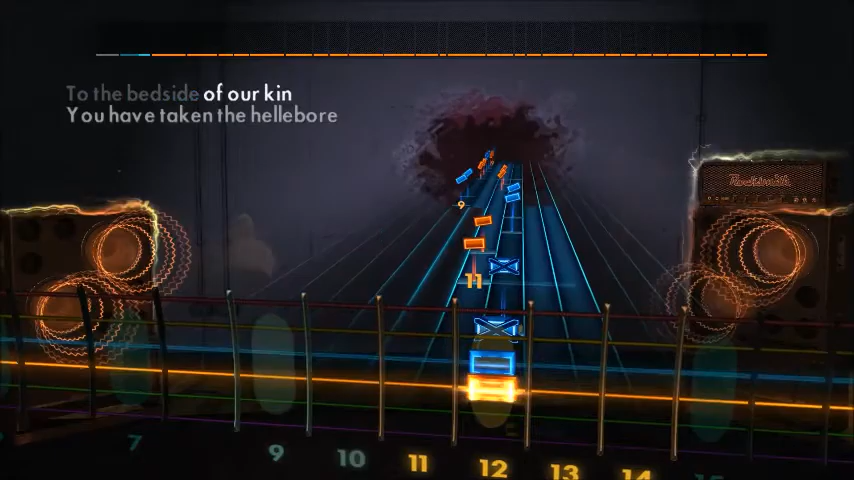 To the bedside of our kin
You have taken the hellebore
Rocksmith
9
11
7 9 10 11 12 13 14 15